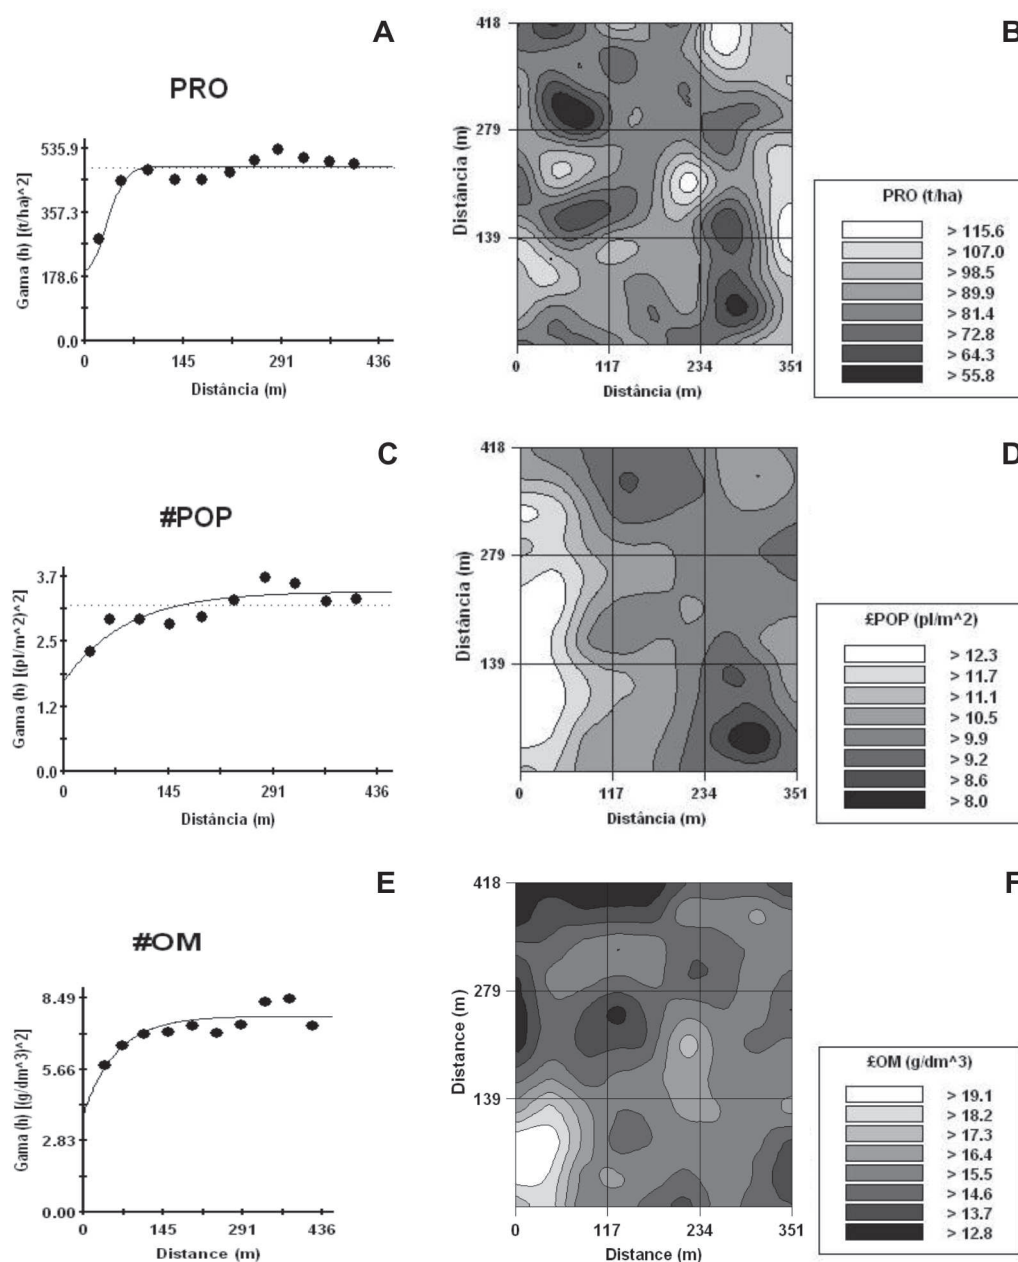 A
PRO
Gama (h) [(t/ha)^2]
535.9
357.3
178.6
0.0
0
145
291
436
Distância (m)
B
Distância (m)
418
279
139
0
117
234
351
Distância (m)
PRO (t/ha)
> 115.6
> 107.0
> 98.5
> 89.9
> 81.4
> 72.8
> 64.3
> 55.8
C
#POP
Gama (h) [(pl/m^2)^2]
3.7
2.5
1.2
0.0
0
145
291
436
Distância (m)
D
Distância (m)
418
279
139
0
117
234
351
Distância (m)
£POP (pl/m^2)
> 12.3
> 11.7
> 11.1
> 10.5
> 9.9
> 9.2
> 8.6
> 8.0
E
#OM
Gama (h) [(g/dm^3)^2]
8.49
5.66
2.83
0.00
0
145
291
436
Distance (m)
F
Distance (m)
418
279
139
0
117
234
351
Distance (m)
£OM (g/dm^3)
> 19.1
> 18.2
> 17.3
> 16.4
> 15.5
> 14.6
> 13.7
> 12.8